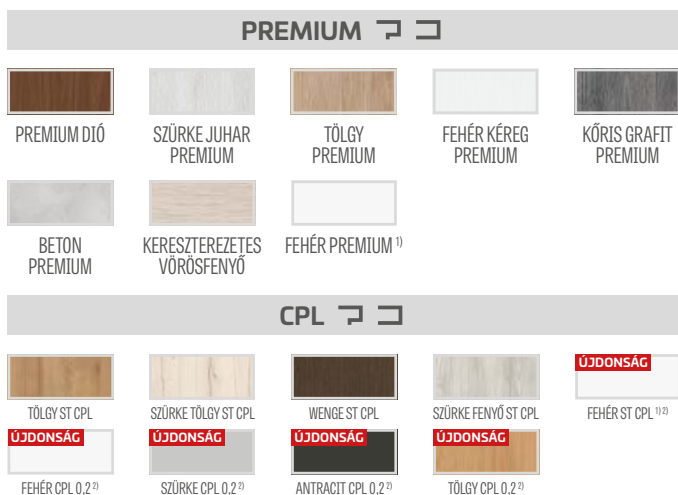 PREMIUM
PREMIUM DIÓ
SZÜRKE JUHAR
PREMIUM
TÖLGY
PREMIUM
FEHÉR KÉREG
PREMIUM
KŐRIS GRAFIT
PREMIUM
BETON
PREMIUM
KERESZTEREZETES
VÖRÖSFENYŐ
FEHÉR PREMIUM 1)
CPL
TÖLGY ST CPL
SZÜRKE TÖLGY ST CPL
WENGE ST CPL
SZÜRKE FENYŐ ST CPL
ÚJDONSÁG
FEHÉR ST CPL 1) 2)
ÚJDONSÁG
FEHÉR CPL 0,2 2)
ÚJDONSÁG
SZÜRKE CPL 0,2 2)
ÚJDONSÁG
ANTRACIT CPL 0,2 2)
ÚJDONSÁG
TÖLGY CPL 0,2 2)